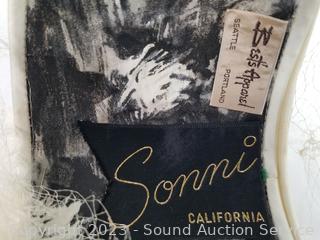 Best's Apparel
SEATTLE PORTLAND
Sonni
CALIFORNIA
Copyright 2023 - Sound Auction Service